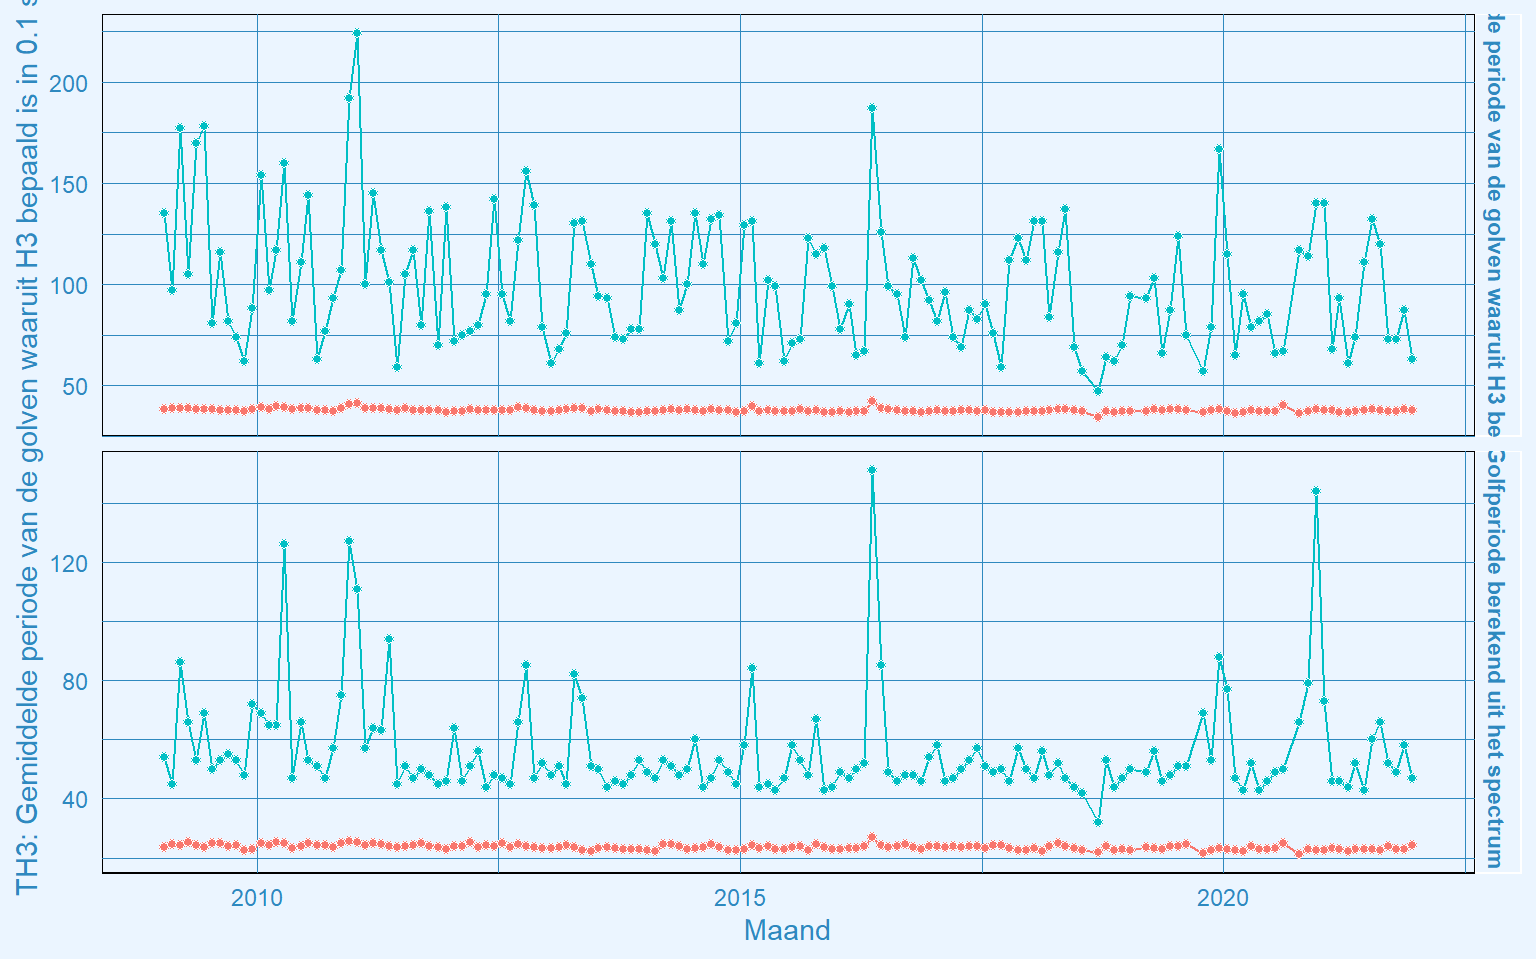 TH3: Gemiddelde periode van de golven waaruit H3 bepaald is in 0.1 s
200
150
100
50
periode van de golven waaruit H3 be
120
80
40
Golfperiode berekend uit het spectrum
2010
2015
2020
Maand